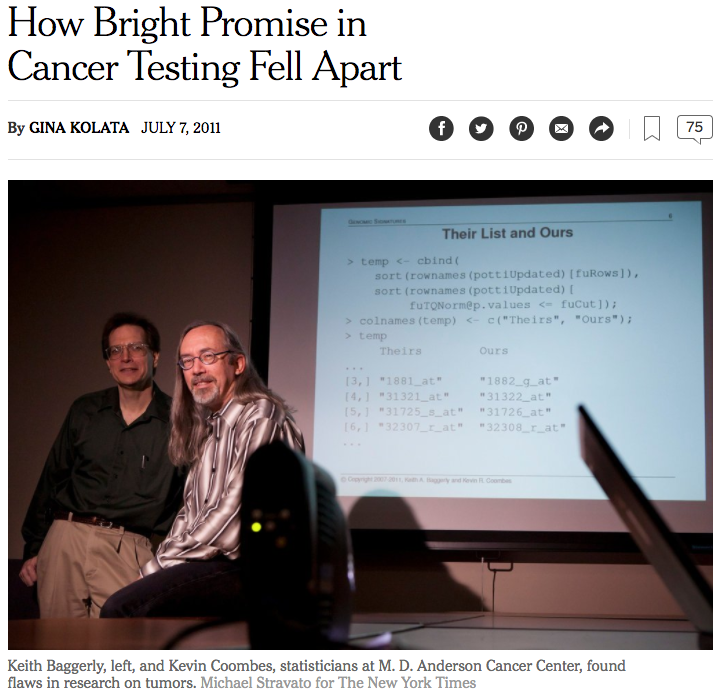 How Bright Promise in
Cancer Testing Fell Apart
By GINA KOLATA JULY 7, 2011
75
6
Their List and Ours
> temp <- cbind(
sort(rownames(pottiUpdated)[fuRows]),
sort(rownames(pottiUpdated)[
fuTQNorm@p.values <= fuCut]);
> colnames(temp) <- c("Theirs", "Ours");
> temp
Theirs Ours
...
[3,] "1881_at" "1882_g_at"
[4,] "31321_at" "31322_at"
[5,] "31725_s_at" "31726_at"
[6,] "32307_r_at" "32308_r_at"
...
© Copyright 2007-2011, Keith A. Baggerly and Kevin R. Coombes
Keith Baggerly, left, and Kevin Coombes, statisticians at M. D. Anderson Cancer Center, found
flaws in research on tumors. Michael Stravato for The New York Times